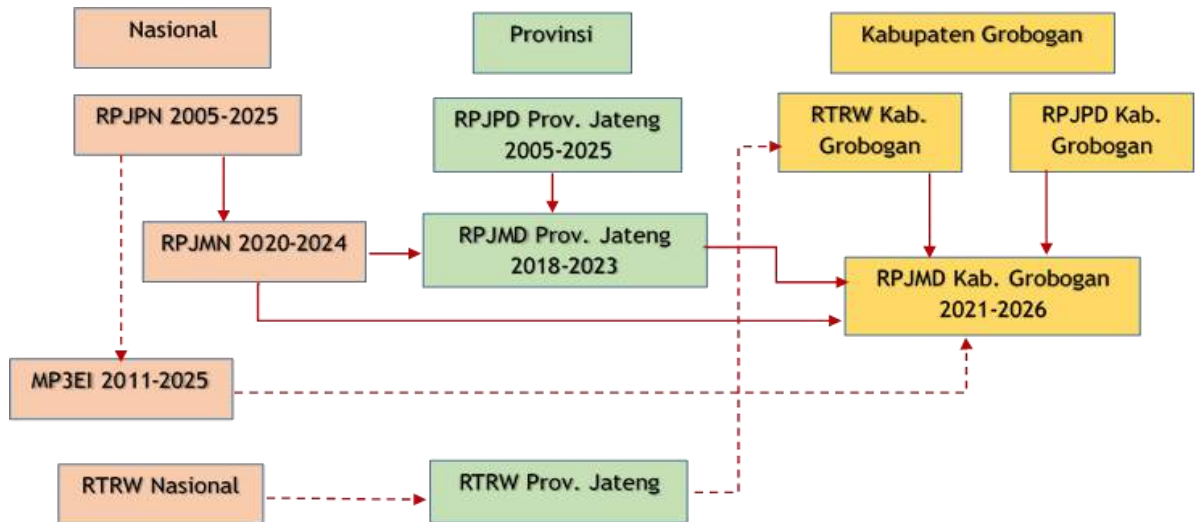 Nasional
Provinsi
Kabupaten Grobogan
RPJPN 2005-2025
RPJPD Prov. Jateng
2005-2025
RTRW Kab.
Grobogan
RPJPD Kab.
Grobogan
RPJMN 2020-2024
RPJMD Prov. Jateng
2018-2023
RPJMD Kab. Grobogan
2021-2026
MP3EI 2011-2025
RTRW Nasional
RTRW Prov. Jateng